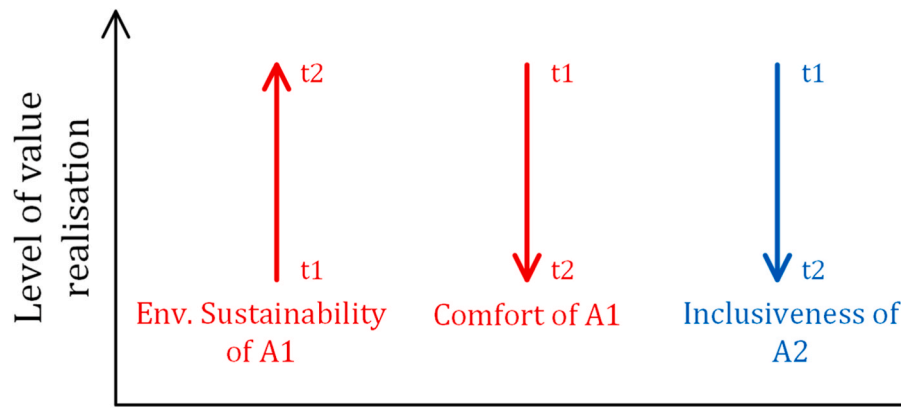 Level of value
realisation
t2
t1
Env. Sustainability
of A1
t1
t2
Comfort of A1
t1
t2
Inclusiveness of
A2